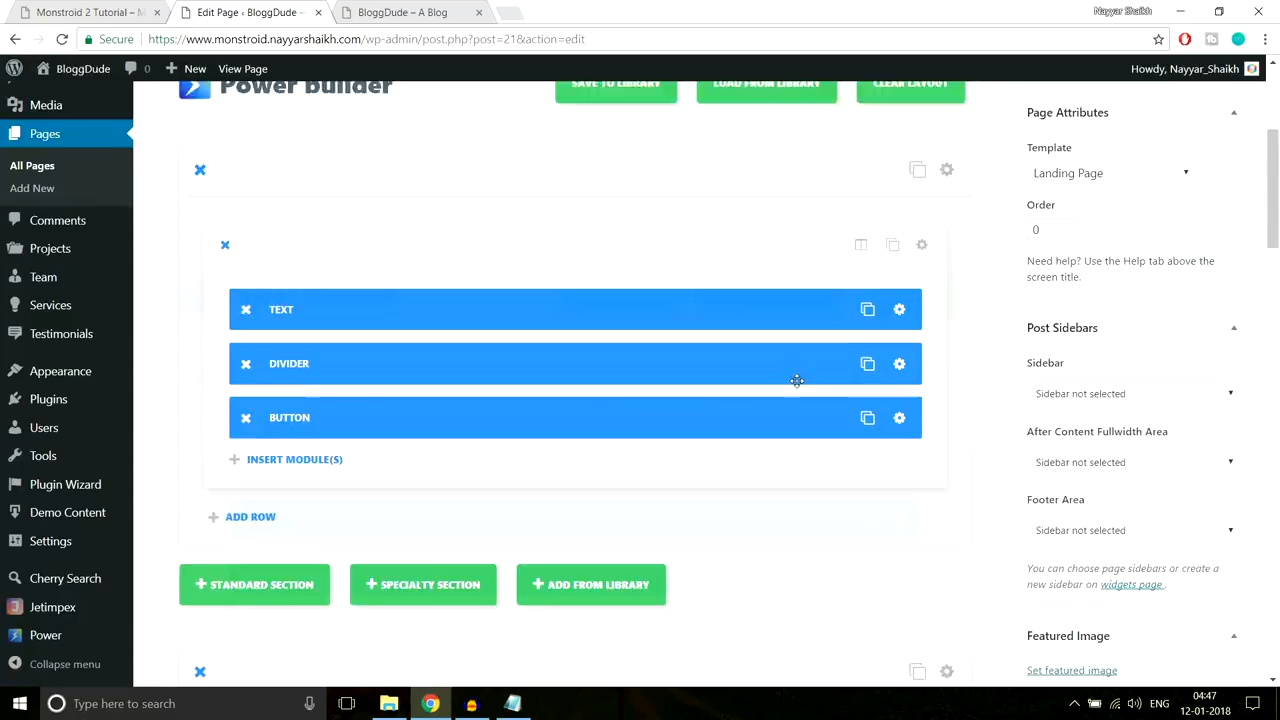 Monstroid 2 Tutorial – M
Edit Page ‹ BloggDude —
BloggDude – A Blog
Nayyar Shaikh
Secure
https://www.monstroid.nayyarshaikh.com/wp-admin/post.php?post=21&action=edit
BloggDude
0
New
View Page
Howdy, Nayyar_Shaikh
Media
Pages
All Pages
Add New
Comments
Projects
Team
Services
Testimonials
Appearance
Plugins
Users
Tools
Plugin Wizard
Demo Content
Settings
Cherry Search
Jetimpex
Power
Collapse menu
Power builder
SAVE TO LIBRARY
LOAD FROM LIBRARY
CLEAR LAYOUT
TEXT
DIVIDER
BUTTON
INSERT MODULE(S)
ADD ROW
STANDARD SECTION
SPECIALTY SECTION
ADD FROM LIBRARY
Page Attributes
Template
Landing Page
Order
0
Need help? Use the Help tab above the
screen title.
Post Sidebars
Sidebar
Sidebar not selected
After Content Fullwidth Area
Sidebar not selected
Footer Area
Sidebar not selected
You can choose page sidebars or create a
new sidebar on widgets page .
Featured Image
Set featured image
Type here to search
ENG
04:47
12-01-2018